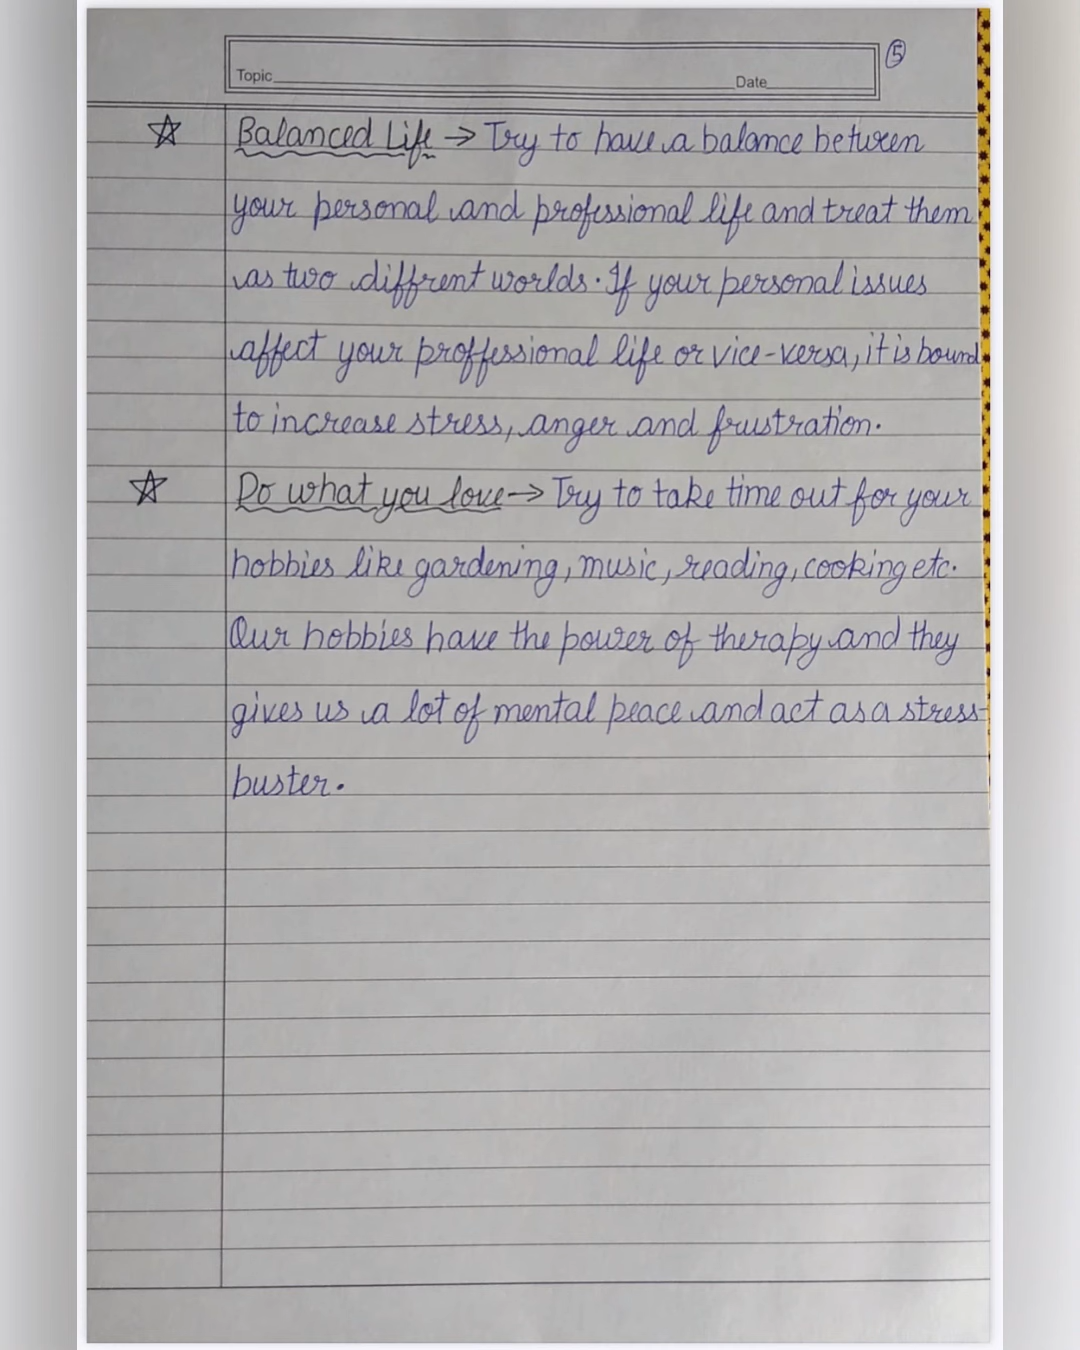 5
Topic Date
☆ Balanced Life → Try to have a balance between
your personal and professional life and treat them
as two different worlds. If your personal issues
affect your proffessional life or vice-versa, it is bound
to increase stress, anger and frustration.
☆ Do what you love → Try to take time out for your
hobbies like gardening, music, reading, cooking etc.
Our hobbies have the power of therapy and they
gives us a lot of mental peace and act as a stress-
buster.